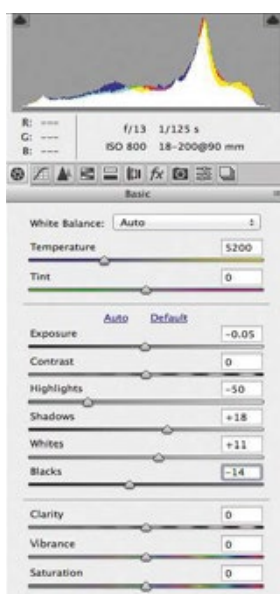 R: ---
G: ---
B: ---
f/13 1/125 s
ISO 800 18-200@90 mm
fx
Basic
White Balance: Auto
Temperature 5200
Tint 0
Auto Default
Exposure -0.05
Contrast 0
Highlights -50
Shadows +18
Whites +11
Blacks -14
Clarity 0
Vibrance 0
Saturation 0